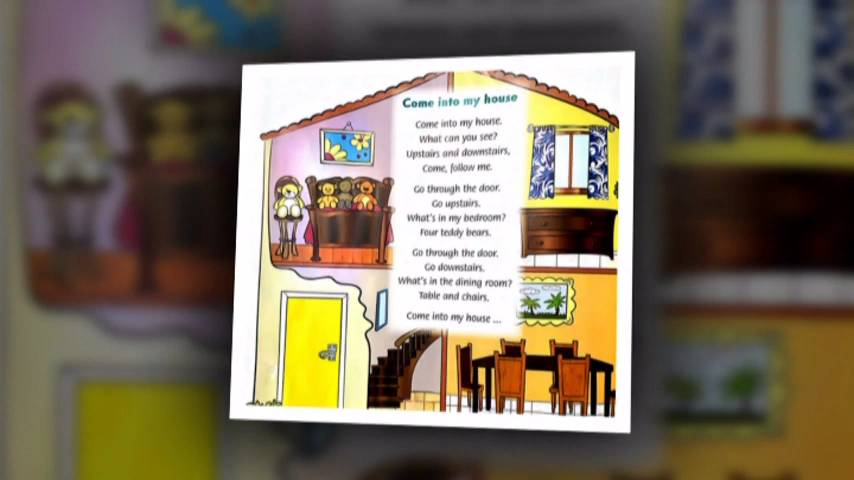 Come into my house
Come into my house.
What can you see?
Upstairs and downstairs,
Come, follow me.
Go through the door.
Go upstairs.
What's in my bedroom?
Four teddy bears.
Go through the door.
Go downstairs.
What's in the dining room?
Table and chairs.
Come into my house ...